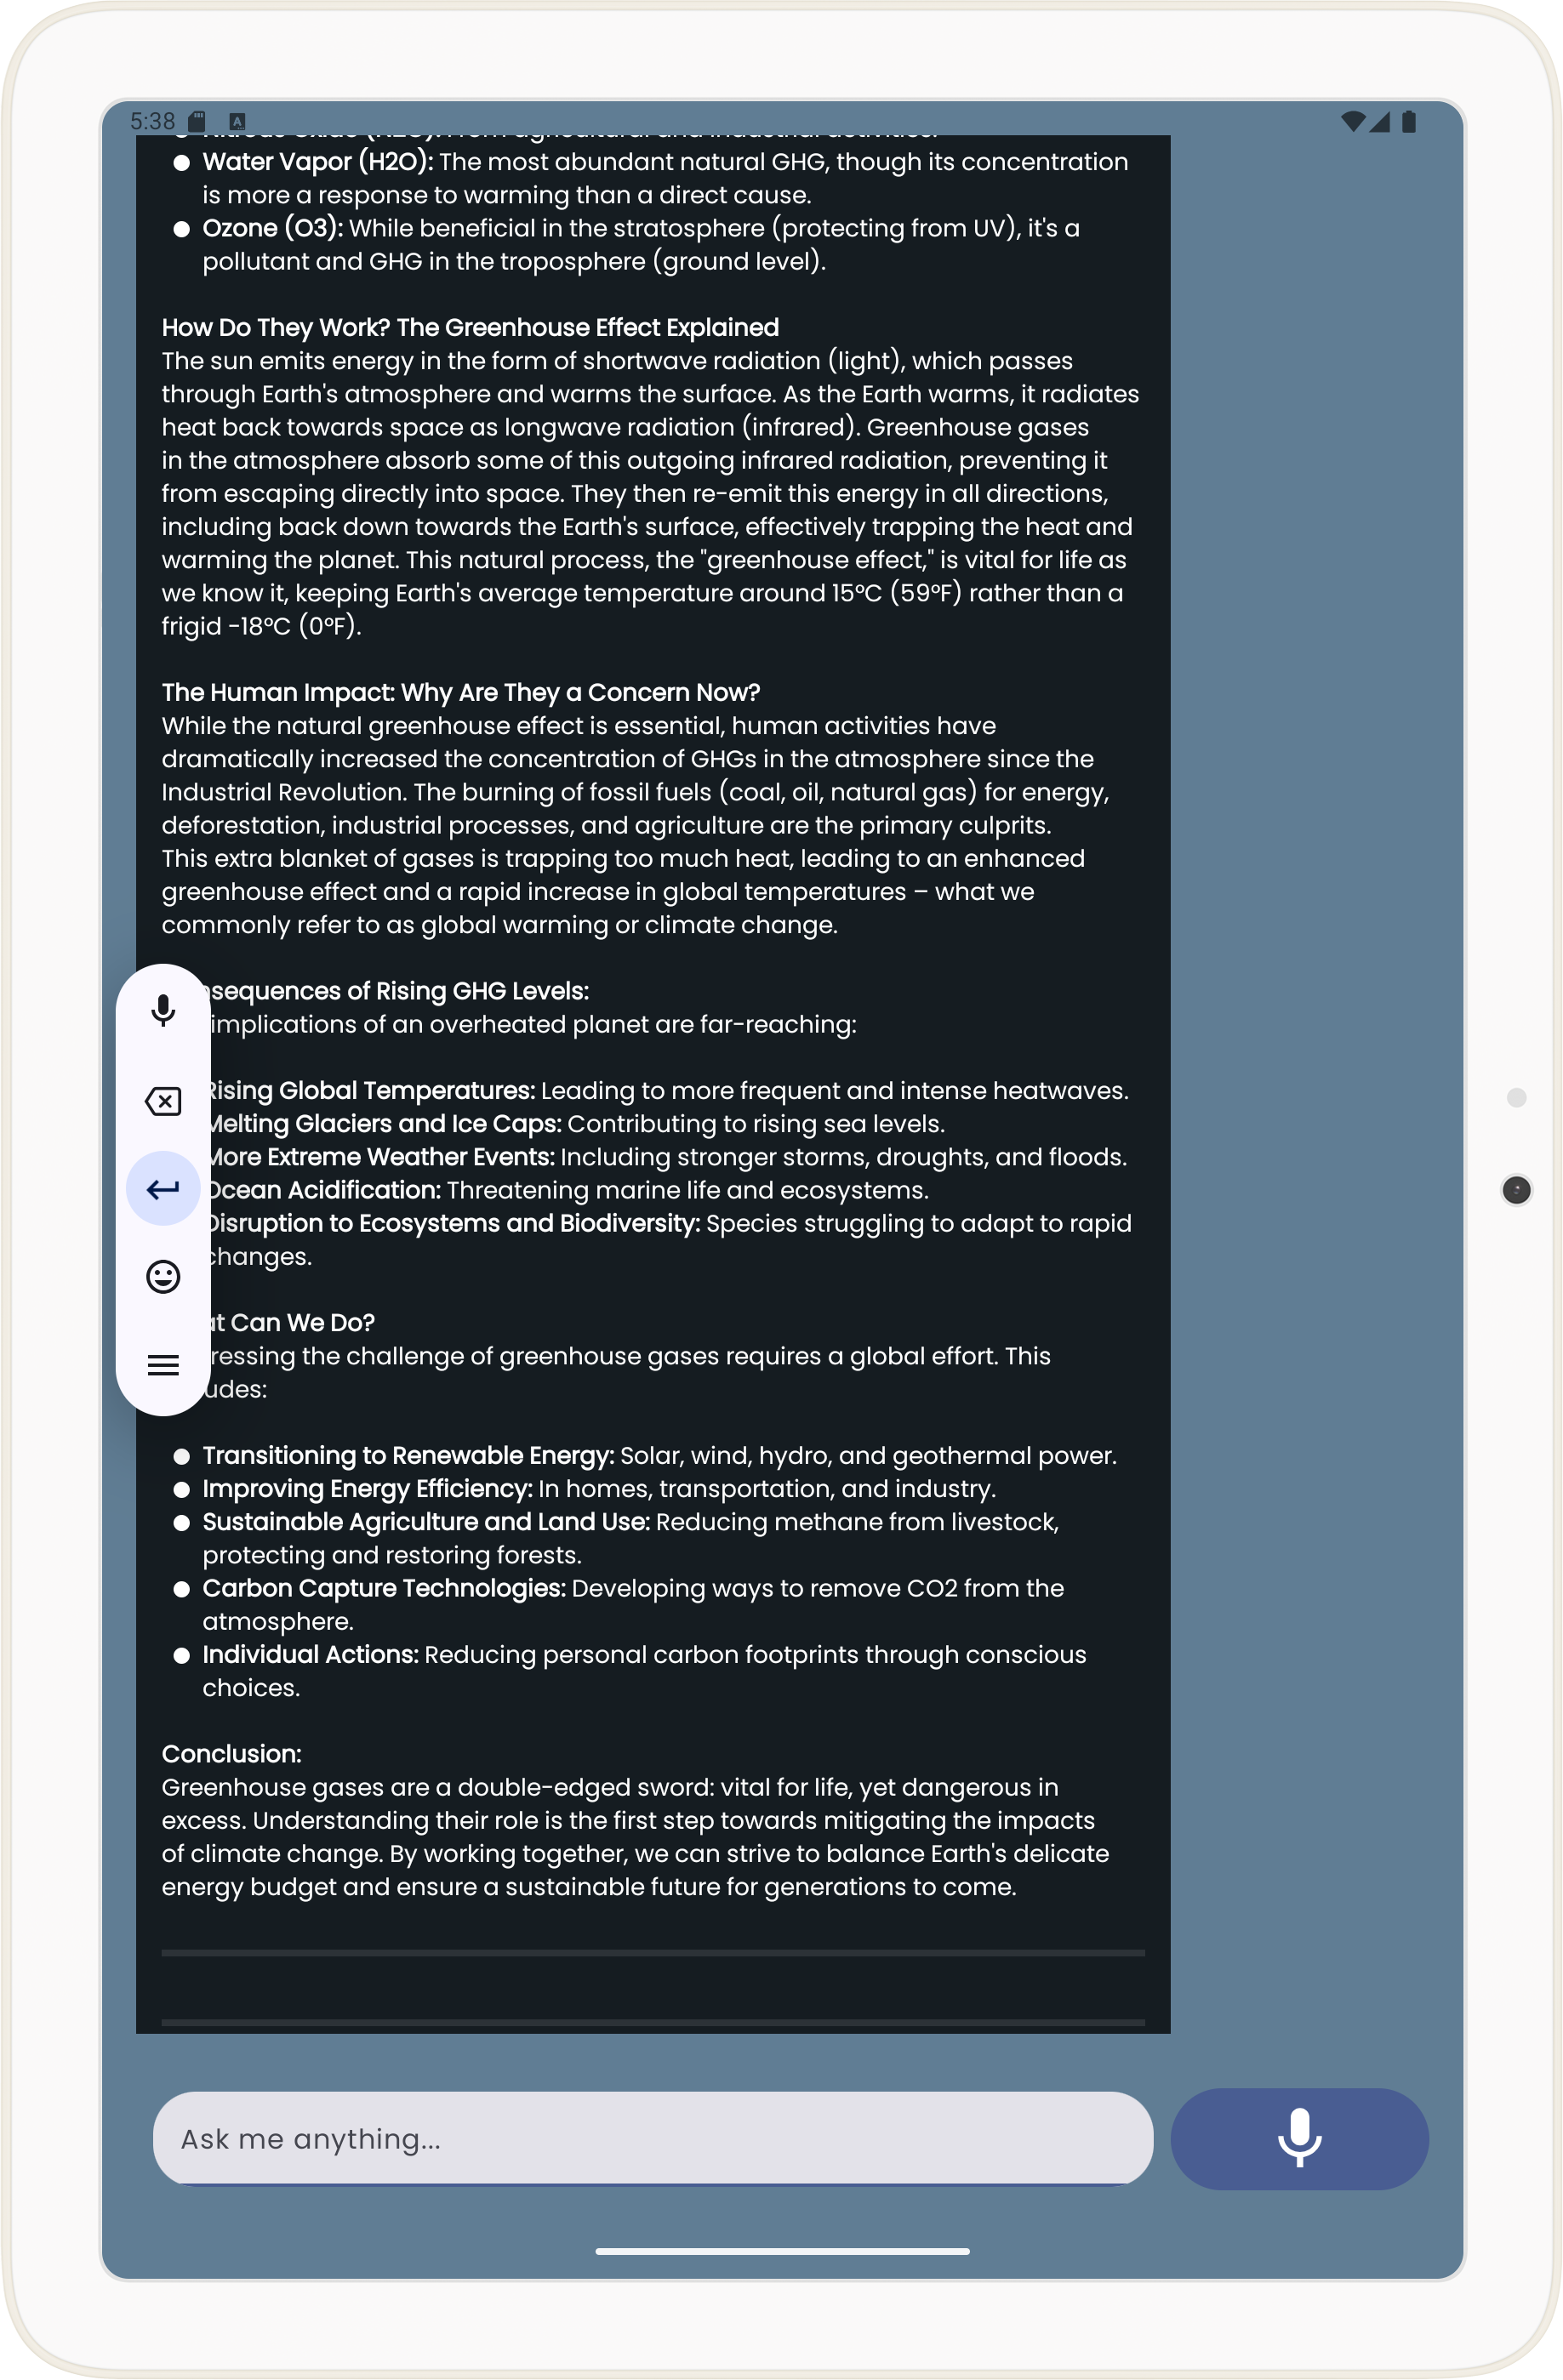 5:38
Nitrous Oxide (N2O): From agricultural and industrial activities.
Water Vapor (H2O): The most abundant natural GHG, though its concentration
is more a response to warming than a direct cause.
Ozone (O3): While beneficial in the stratosphere (protecting from UV), it's a
pollutant and GHG in the troposphere (ground level).
How Do They Work? The Greenhouse Effect Explained
The sun emits energy in the form of shortwave radiation (light), which passes
through Earth's atmosphere and warms the surface. As the Earth warms, it radiates
heat back towards space as longwave radiation (infrared). Greenhouse gases
in the atmosphere absorb some of this outgoing infrared radiation, preventing it
from escaping directly into space. They then re-emit this energy in all directions,
including back down towards the Earth's surface, effectively trapping the heat and
warming the planet. This natural process, the "greenhouse effect," is vital for life as
we know it, keeping Earth's average temperature around 15°C (59°F) rather than a
frigid -18°C (0°F).
The Human Impact: Why Are They a Concern Now?
While the natural greenhouse effect is essential, human activities have
dramatically increased the concentration of GHGs in the atmosphere since the
Industrial Revolution. The burning of fossil fuels (coal, oil, natural gas) for energy,
deforestation, industrial processes, and agriculture are the primary culprits.
This extra blanket of gases is trapping too much heat, leading to an enhanced
greenhouse effect and a rapid increase in global temperatures – what we
commonly refer to as global warming or climate change.
sequences of Rising GHG Levels:
implications of an overheated planet are far-reaching:
Rising Global Temperatures: Leading to more frequent and intense heatwaves.
Melting Glaciers and Ice Caps: Contributing to rising sea levels.
More Extreme Weather Events: Including stronger storms, droughts, and floods.
Ocean Acidification: Threatening marine life and ecosystems.
Disruption to Ecosystems and Biodiversity: Species struggling to adapt to rapid
changes.
at Can We Do?
ressing the challenge of greenhouse gases requires a global effort. This
udes:
Transitioning to Renewable Energy: Solar, wind, hydro, and geothermal power.
Improving Energy Efficiency: In homes, transportation, and industry.
Sustainable Agriculture and Land Use: Reducing methane from livestock,
protecting and restoring forests.
Carbon Capture Technologies: Developing ways to remove CO2 from the
atmosphere.
Individual Actions: Reducing personal carbon footprints through conscious
choices.
Conclusion:
Greenhouse gases are a double-edged sword: vital for life, yet dangerous in
excess. Understanding their role is the first step towards mitigating the impacts
of climate change. By working together, we can strive to balance Earth's delicate
energy budget and ensure a sustainable future for generations to come.
Ask me anything...